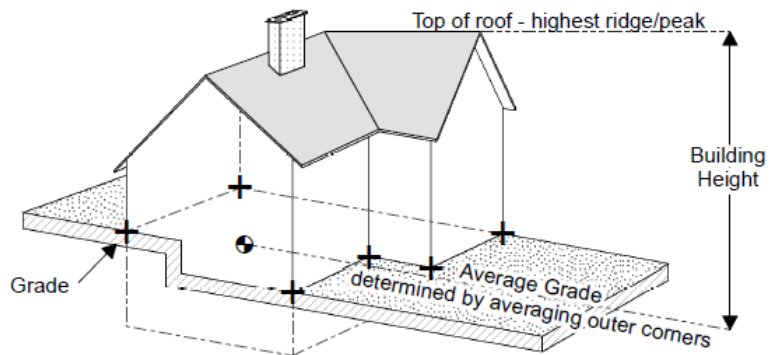 Top of roof - highest ridge/peak
Building
Height
Grade
Average Grade
determined by averaging outer corners